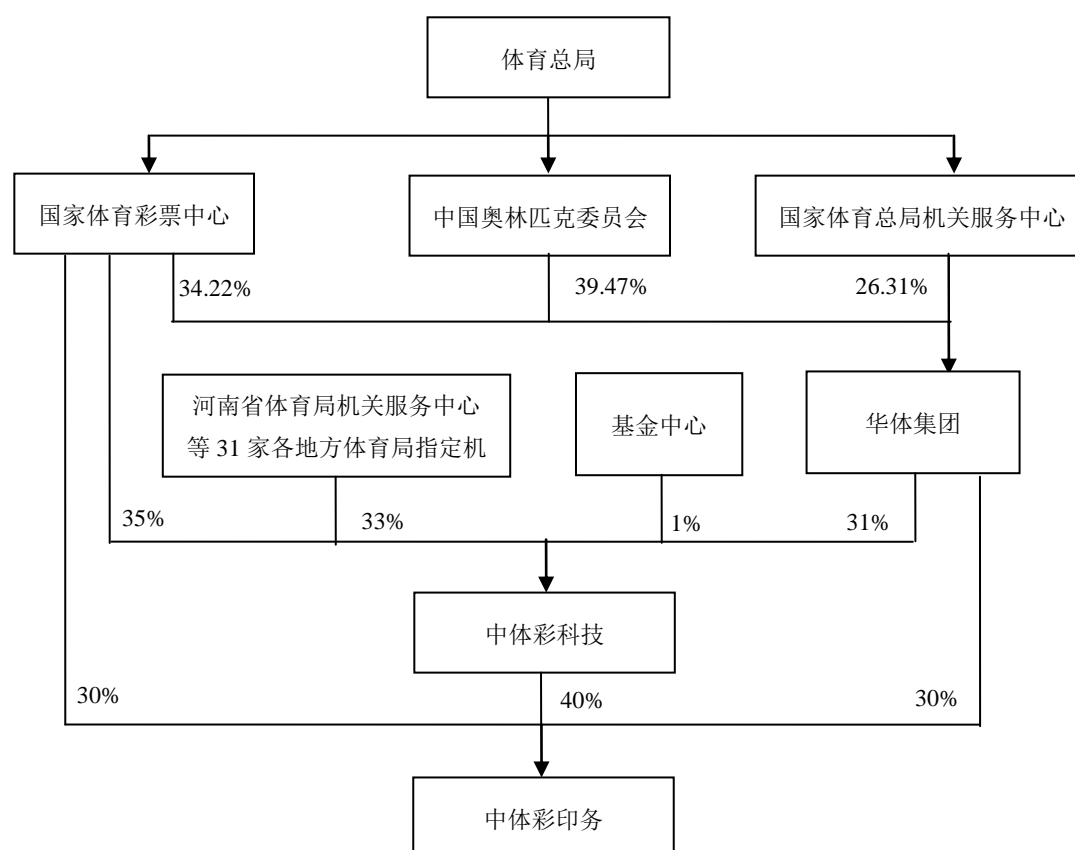 体育总局
国家体育彩票中心
中国奥林匹克委员会
国家体育总局机关服务中心
34.22%
39.47%
26.31%
河南省体育局机关服务中心
等 31 家各地方体育局指定机
基金中心
华体集团
35%
33%
1%
31%
中体彩科技
30%
40%
30%
中体彩印务